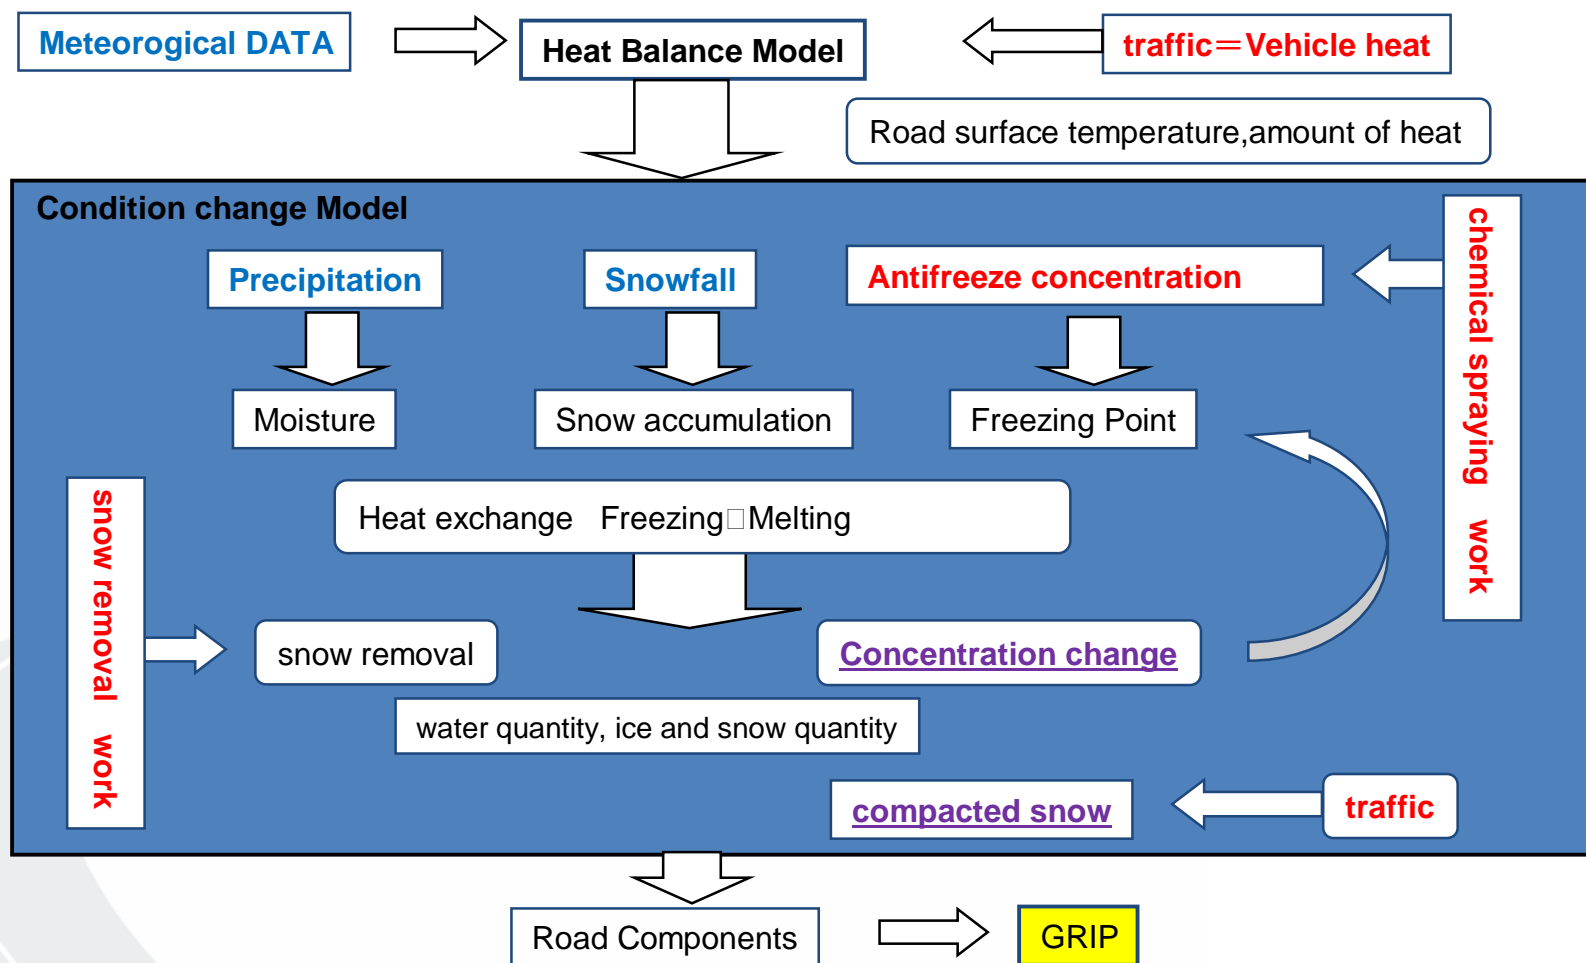 Meteorogical DATA
Heat Balance Model
traffic＝Vehicle heat
Road surface temperature,amount of heat
Condition change Model
Precipitation
Snowfall
Antifreeze concentration
chemical spraying work
Moisture
Snow accumulation
Freezing Point
snow removal work
Heat exchange Freezing□Melting
snow removal
Concentration change
water quantity, ice and snow quantity
compacted snow
traffic
Road Components
GRIP